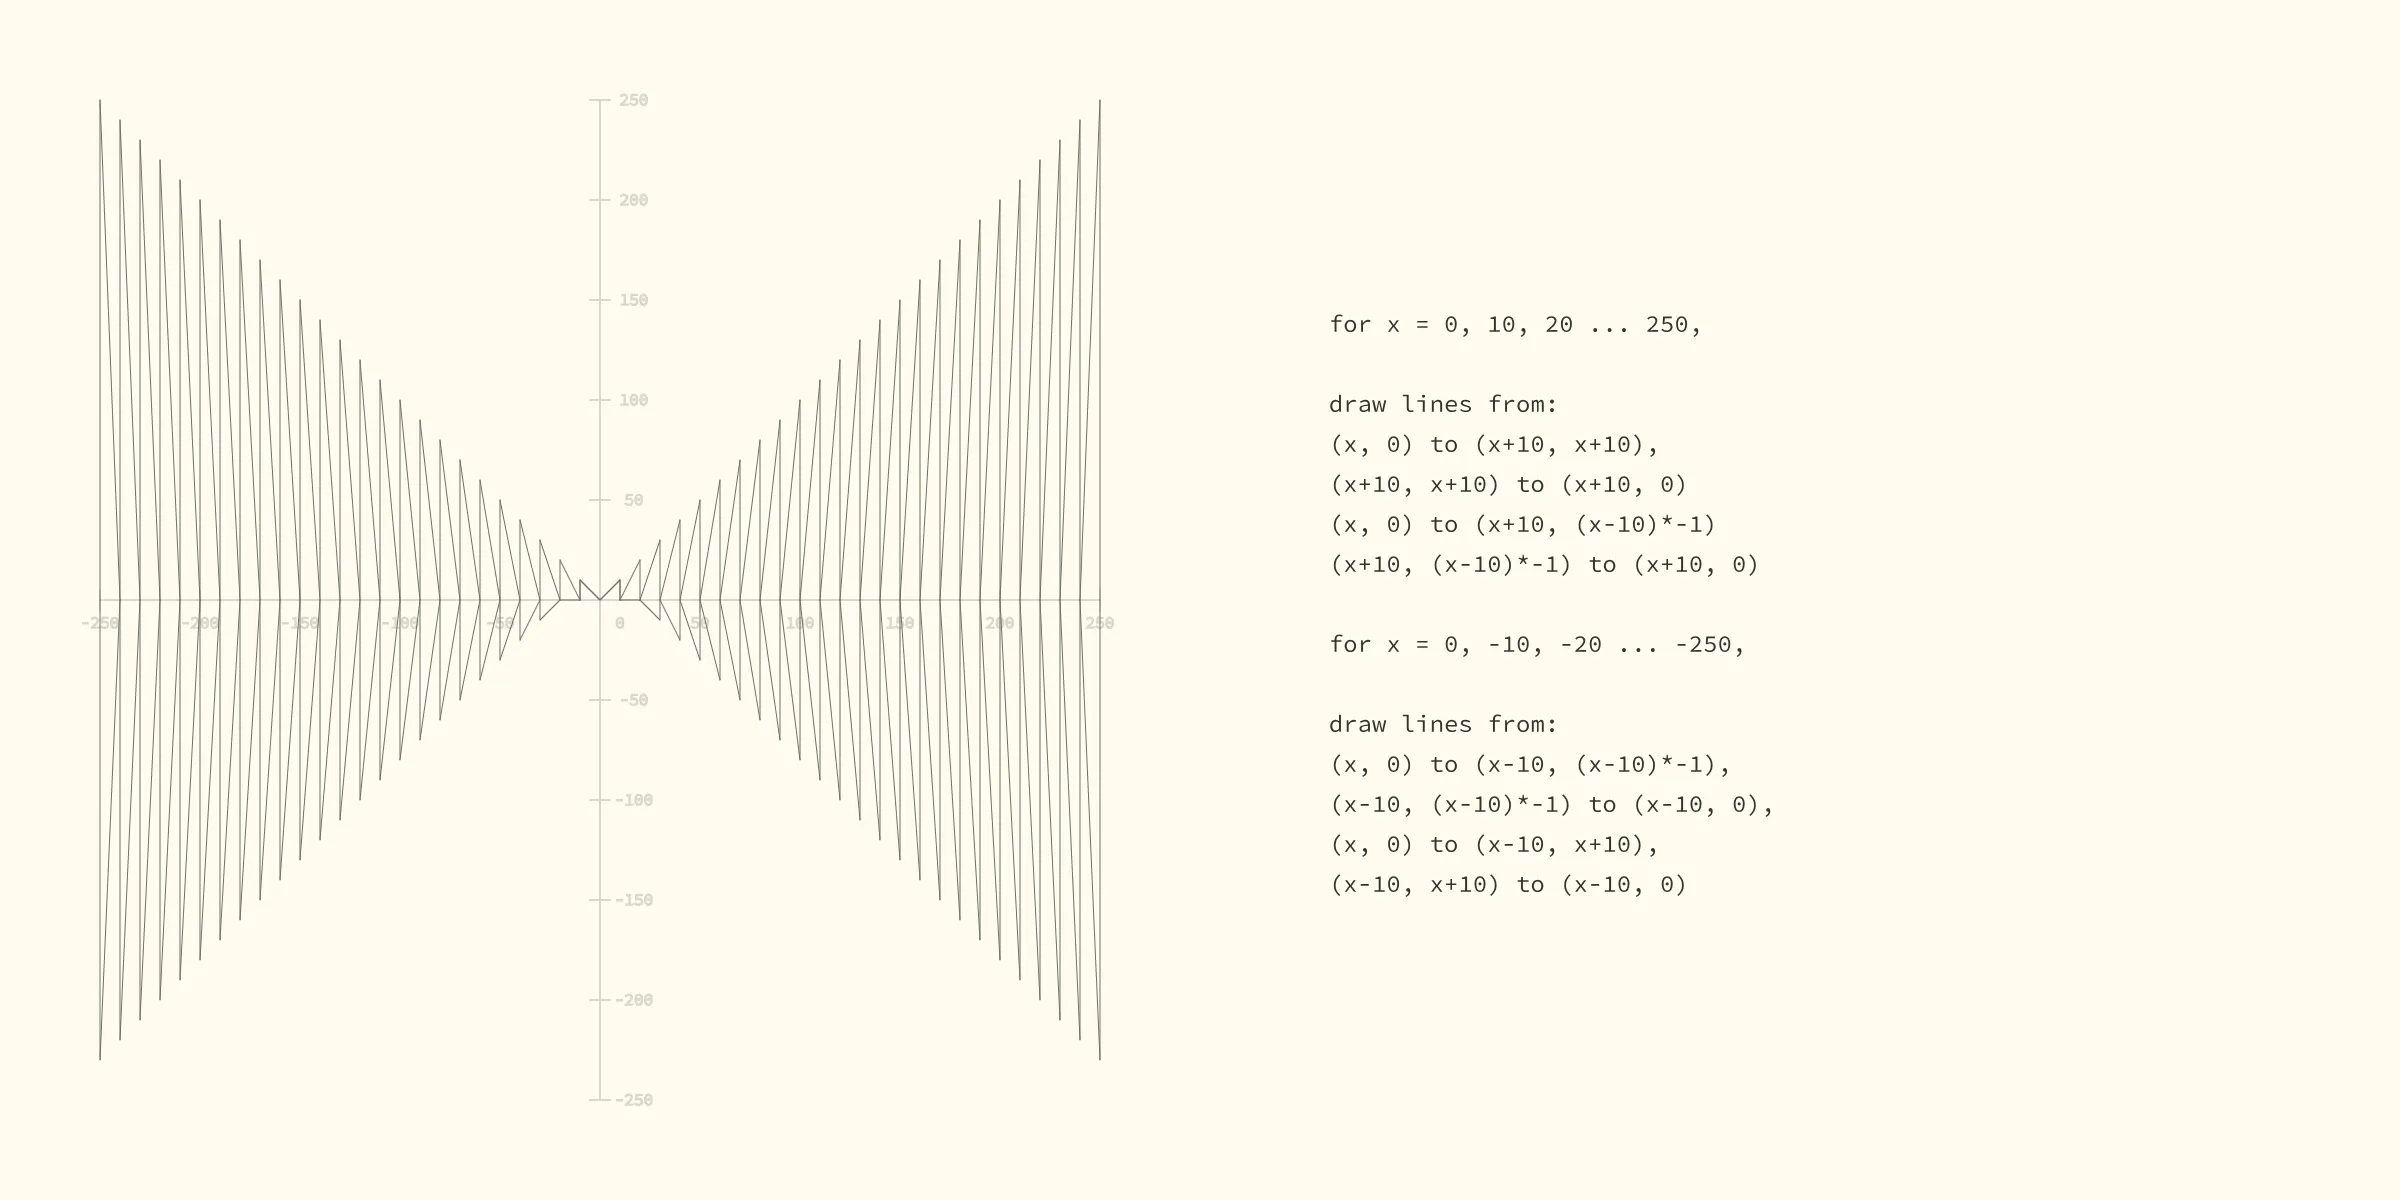 250
200
150
100
50
-250 -200 -150 -100 -50 0 50 100 150 200 250
-50
-100
-150
-200
-250
for x = 0, 10, 20 ... 250,
draw lines from:
(x, 0) to (x+10, x+10),
(x+10, x+10) to (x+10, 0)
(x, 0) to (x+10, (x-10)*-1)
(x+10, (x-10)*-1) to (x+10, 0)
for x = 0, -10, -20 ... -250,
draw lines from:
(x, 0) to (x-10, (x-10)*-1),
(x-10, (x-10)*-1) to (x-10, 0),
(x, 0) to (x-10, x+10),
(x-10, x+10) to (x-10, 0)